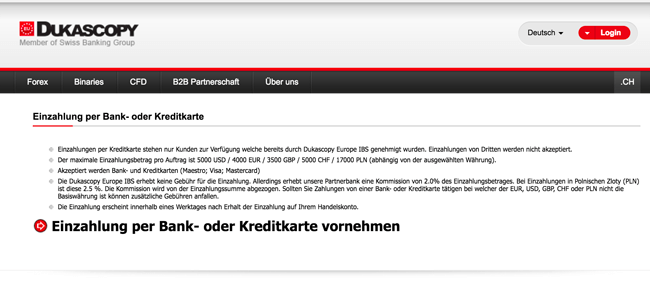 EU DUKASCOPY
Member of Swiss Banking Group
Deutsch
Login
Forex Binaries CFD B2B Partnerschaft Über uns .CH
Einzahlung per Bank- oder Kreditkarte
Einzahlungen per Kreditkarte stehen nur Kunden zur Verfügung welche bereits durch Dukascopy Europe IBS genehmigt wurden. Einzahlungen von Dritten werden nicht akzeptiert.
Der maximale Einzahlungsbetrag pro Auftrag ist 5000 USD / 4000 EUR / 3500 GBP / 5000 CHF / 17000 PLN (abhängig von der ausgewählten Währung).
Akzeptiert werden Bank- und Kreditkarten (Maestro; Visa; Mastercard)
Die Dukascopy Europe IBS erhebt keine Gebühr für die Einzahlung. Allerdings erhebt unsere Partnerbank eine Kommission von 2.0% des Einzahlungsbetrages. Bei Einzahlungen in Polnischen Zloty (PLN)
ist diese 2.5 %. Die Kommission wird von der Einzahlungssumme abgezogen. Sollten Sie Zahlungen von einer Bank- oder Kreditkarte tätigen bei welcher der EUR, USD, GBP, CHF oder PLN nicht die
Basiswährung ist können zusätzliche Gebühren anfallen.
Die Einzahlung erscheint innerhalb eines Werktages nach Erhalt der Einzahlung auf Ihrem Handelskonto.
Einzahlung per Bank- oder Kreditkarte vornehmen